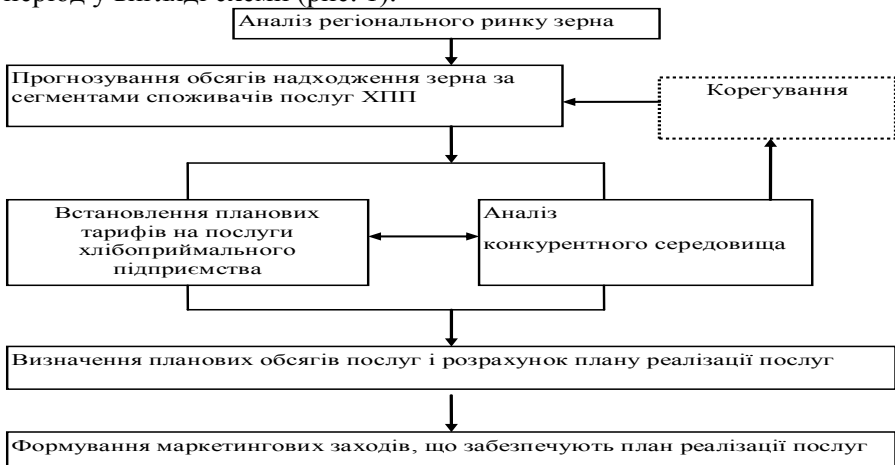 період у вигляді схеми (рис. 1).
Аналіз регіонального ринку зерна
Прогнозування обсягів надходження зерна за
сегментами споживачів послуг ХПП
Корегування
Встановлення планових
тарифів на послуги
хлібоприймального
підприємства
Аналіз
конкурентного середовища
Визначення планових обсягів послуг і розрахунок плану реалізації послуг
Формування маркетингових заходів, що забезпечують план реалізації послуг